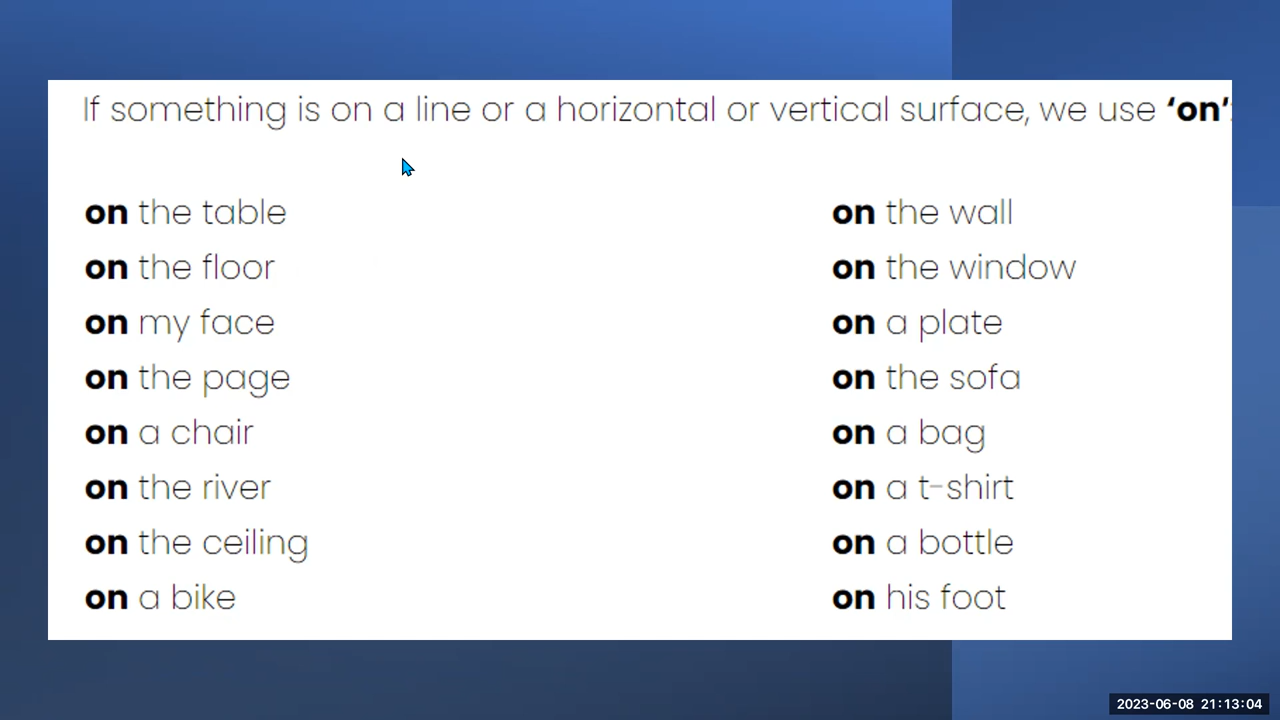 If something is on a line or a horizontal or vertical surface, we use ‘on’:
on the table
on the floor
on my face
on the page
on a chair
on the river
on the ceiling
on a bike
on the wall
on the window
on a plate
on the sofa
on a bag
on a t-shirt
on a bottle
on his foot
2023-06-08 21:13:04